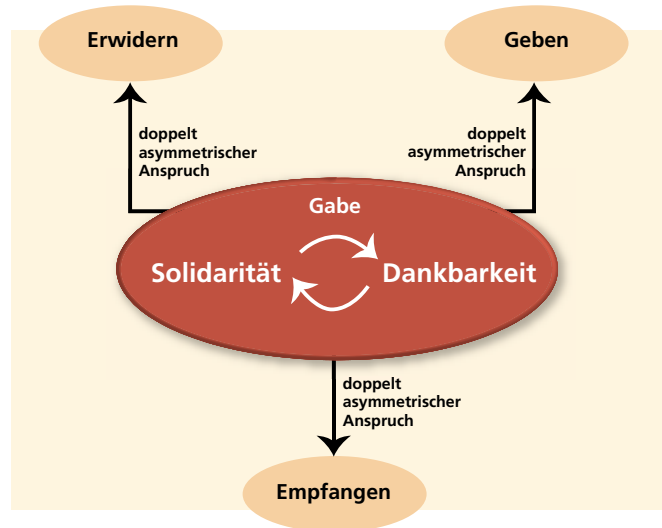 Erwidern
Geben
doppelt
asymmetrischer
Anspruch
doppelt
asymmetrischer
Anspruch
Gabe
Solidarität
Dankbarkeit
doppelt
asymmetrischer
Anspruch
Empfangen